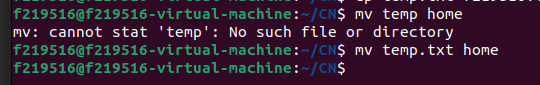 f219516@f219516-virtual-machine:~/CN$ mv temp home
mv: cannot stat 'temp': No such file or directory
f219516@f219516-virtual-machine:~/CN$ mv temp.txt home
f219516@f219516-virtual-machine:~/CN$